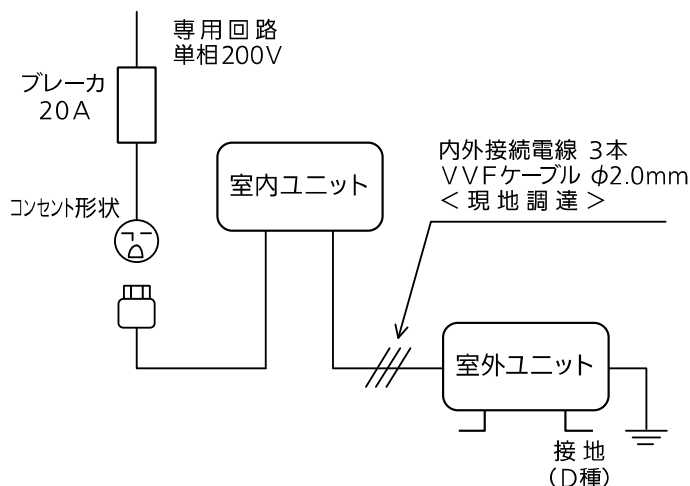 専用回路
単相200V
ブレーカ
20A
コンセント形状
室内ユニット
内外接続電線 3本
VVFケーブル φ2.0mm
<現地調達>
室外ユニット
接地
(D種)